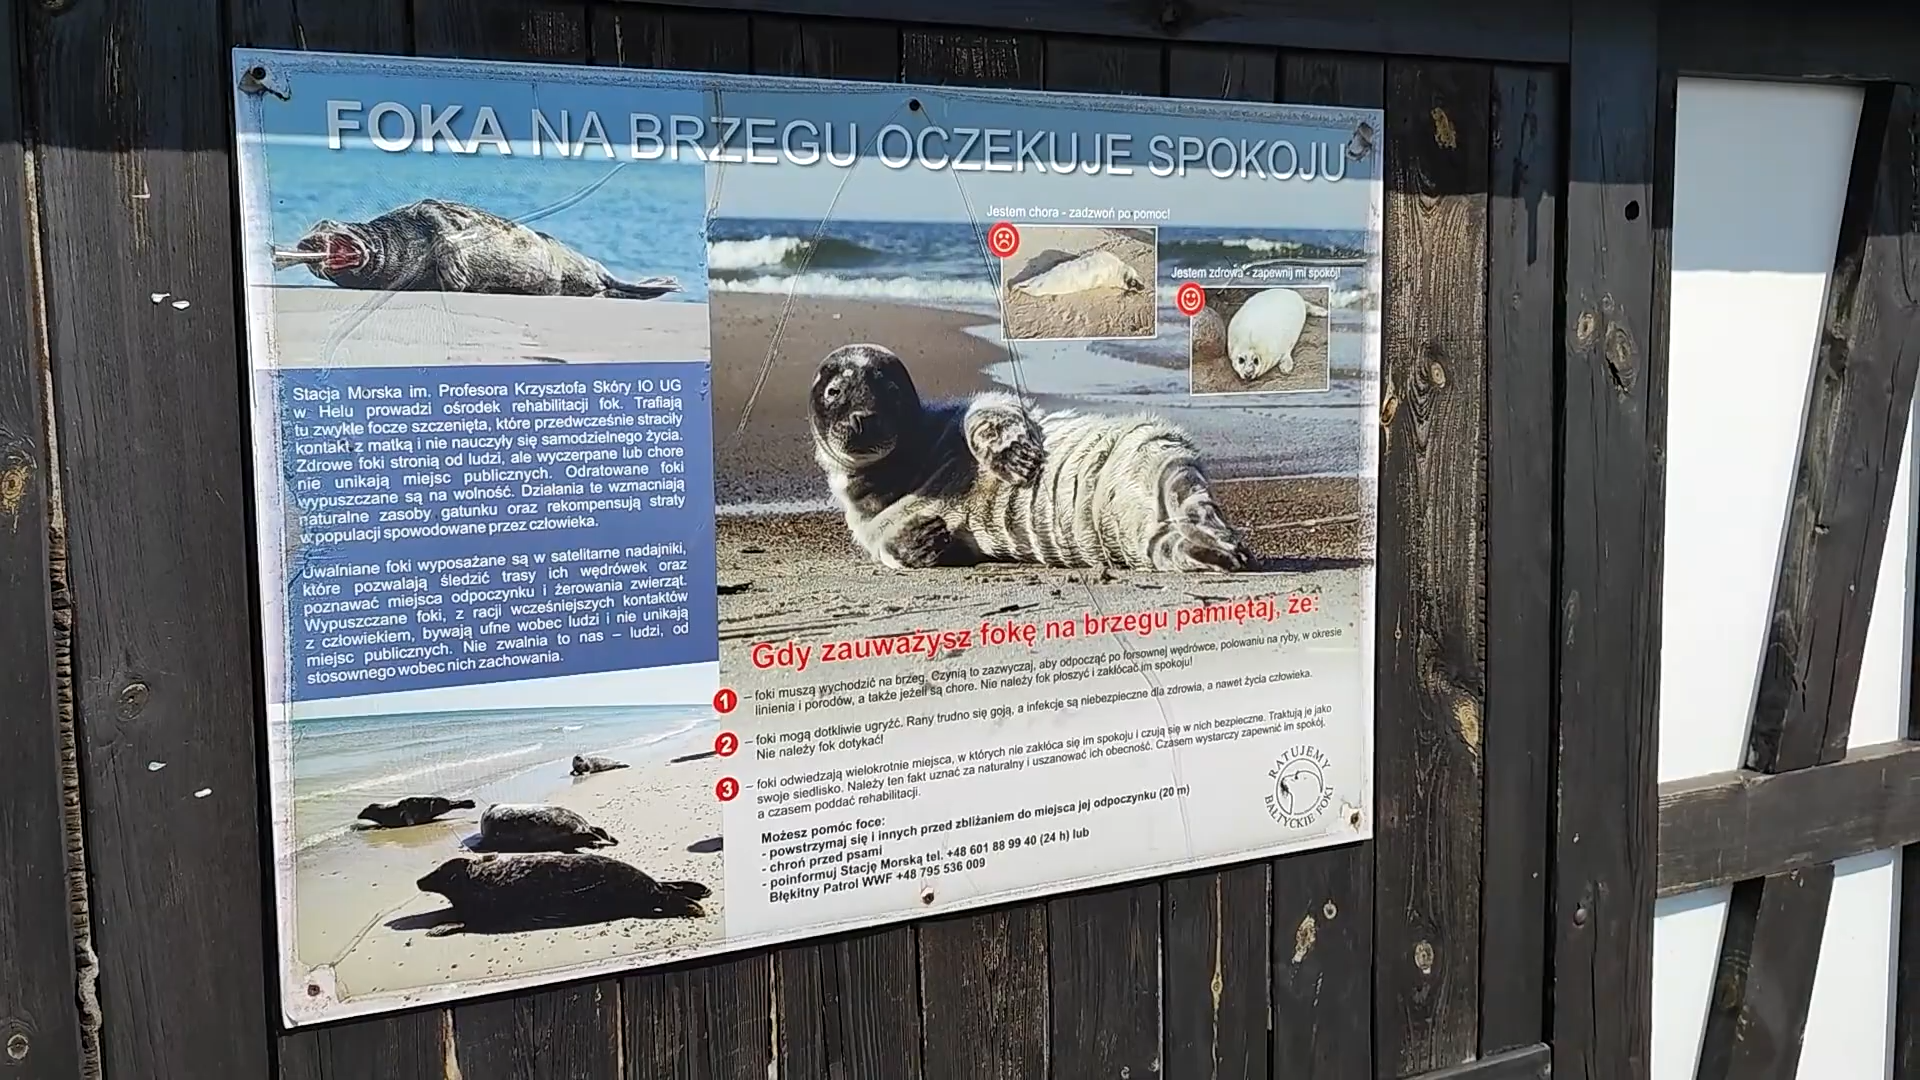 FOKA NA BRZEGU OCZEKUJE SPOKOJU
Jestem chora - zadzwoń po pomoc!
Jestem zdrowa - zapewnij mi spokój!
Stacja Morska im. Profesora Krzysztofa Skóry IO UG
w Helu prowadzi ośrodek rehabilitacji fok. Trafiają
tu zwykle focze szczenięta, które przedwcześnie straciły
kontakt z matką i nie nauczyły się samodzielnego życia.
Zdrowe foki stronią od ludzi, ale wyczerpane lub chore
nie unikają miejsc publicznych. Odratowane foki
wypuszczane są na wolność. Działania te wzmacniają
naturalne zasoby gatunku oraz rekompensują straty
w populacji spowodowane przez człowieka.
Uwalniane foki wyposażane są w satelitarne nadajniki,
które pozwalają śledzić trasy ich wędrówek oraz
poznawać miejsca odpoczynku i żerowania zwierząt.
Wypuszczane foki, z racji wcześniejszych kontaktów
z człowiekiem, bywają ufne wobec ludzi i nie unikają
miejsc publicznych. Nie zwalnia to nas – ludzi, od
stosownego wobec nich zachowania.
Gdy zauważysz fokę na brzegu pamiętaj, że:
1 – foki muszą wychodzić na brzeg. Czynią to zazwyczaj, aby odpocząć po forsownej wędrówce, polowaniu na ryby, w okresie
linienia i porodów, a także jeżeli są chore. Nie należy fok płoszyć i zakłócać im spokoju!
2 – foki mogą dotkliwie ugryźć. Rany trudno się goją, a infekcje są niebezpieczne dla zdrowia, a nawet życia człowieka.
Nie należy fok dotykać!
3 – foki odwiedzają wielokrotnie miejsca, w których nie zakłóca się im spokoju i czują się w nich bezpieczne. Traktują je jako
swoje siedlisko. Należy ten fakt uznać za naturalny i uszanować ich obecność. Czasem wystarczy zapewnić im spokój,
a czasem poddać rehabilitacji.
Możesz pomóc foce:
- powstrzymaj się i innych przed zbliżaniem do miejsca jej odpoczynku (20 m)
- chroń przed psami
- poinformuj Stację Morską tel. +48 601 88 99 40 (24 h) lub
Błękitny Patrol WWF +48 795 536 009
RATUJEMY
BAŁTYCKIE FOKI